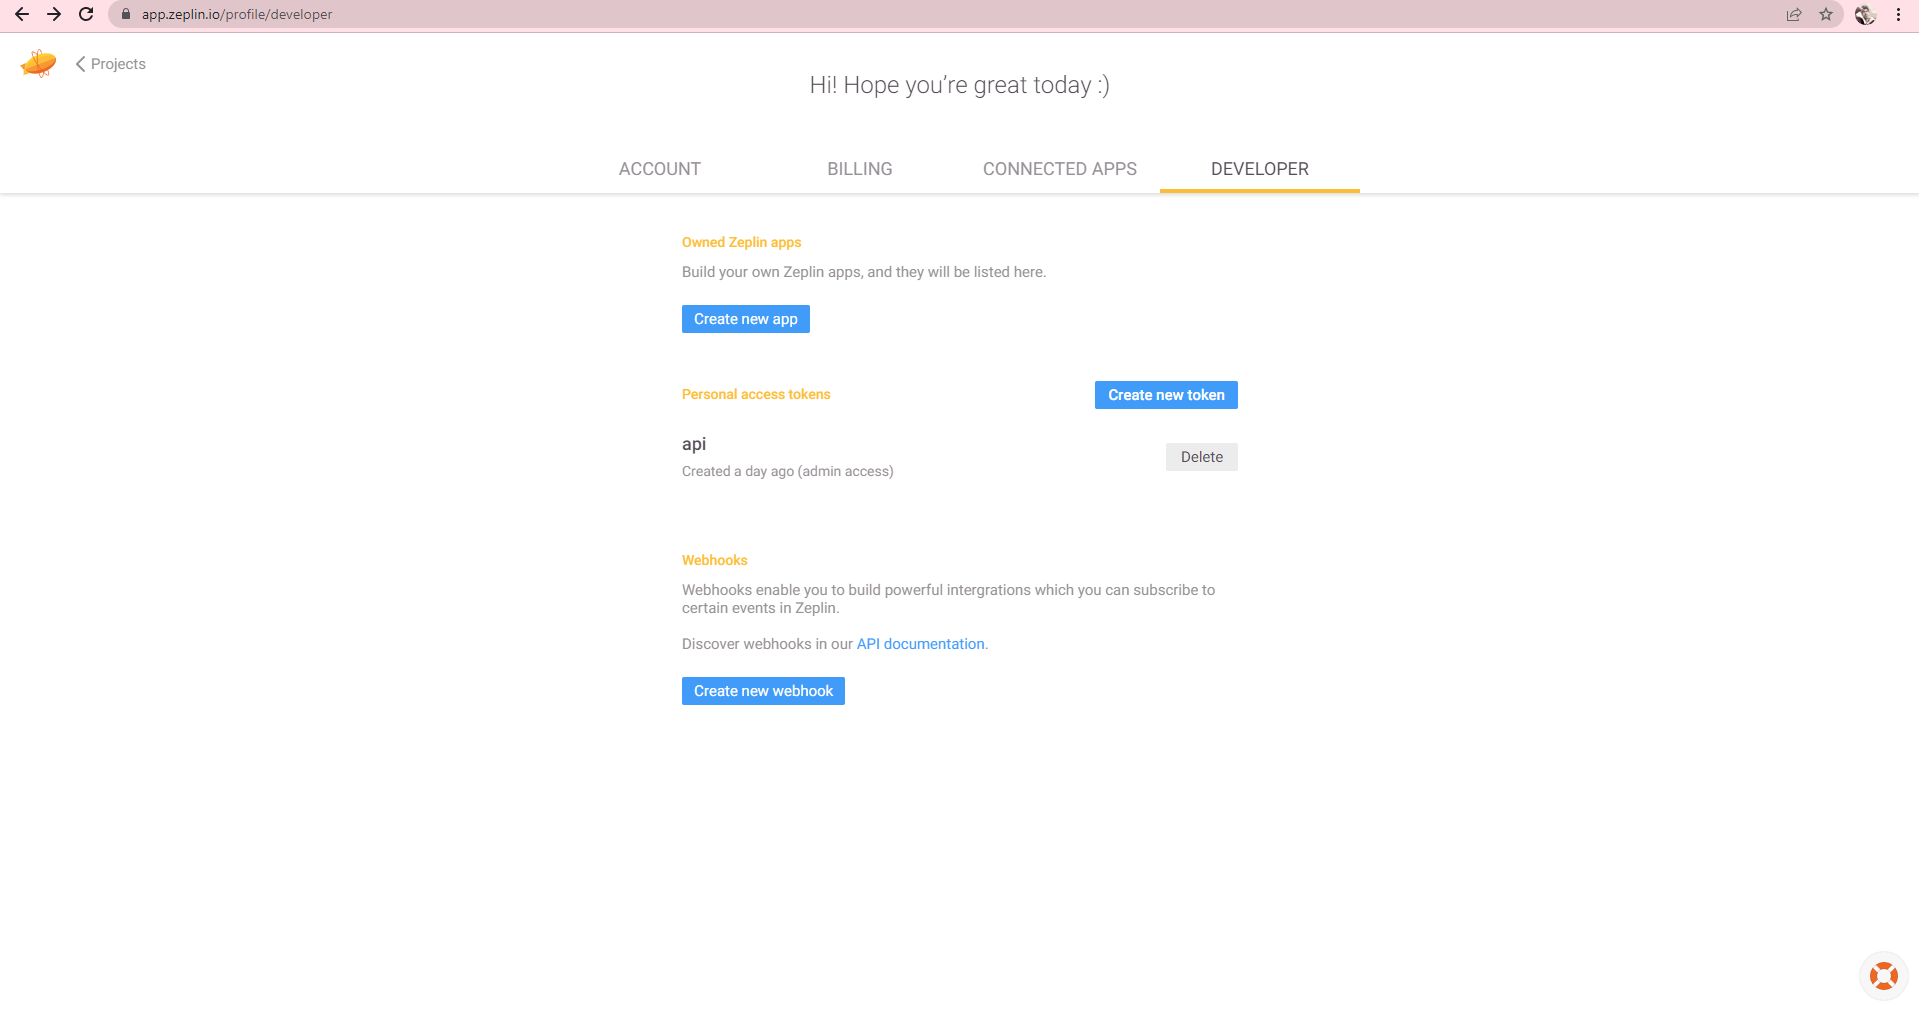 app.zeplin.io/profile/developer
Projects
Hi! Hope you’re great today :)
ACCOUNT BILLING CONNECTED APPS DEVELOPER
Owned Zeplin apps
Build your own Zeplin apps, and they will be listed here.
Create new app
Personal access tokens Create new token
api
Delete
Created a day ago (admin access)
Webhooks
Webhooks enable you to build powerful intergrations which you can subscribe to
certain events in Zeplin.
Discover webhooks in our API documentation.
Create new webhook